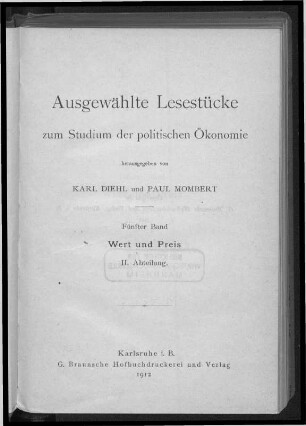 Ausgewählte Lesestücke
zum Studium der politischen Ökonomie
herausgegeben von
KARL DIEHL und PAUL MOMBERT
Fünfter Band
Wert und Preis
II. Abteilung.
Karlsruhe i. B.
G. Braunsche Hofbuchdruckerei und Verlag
1912